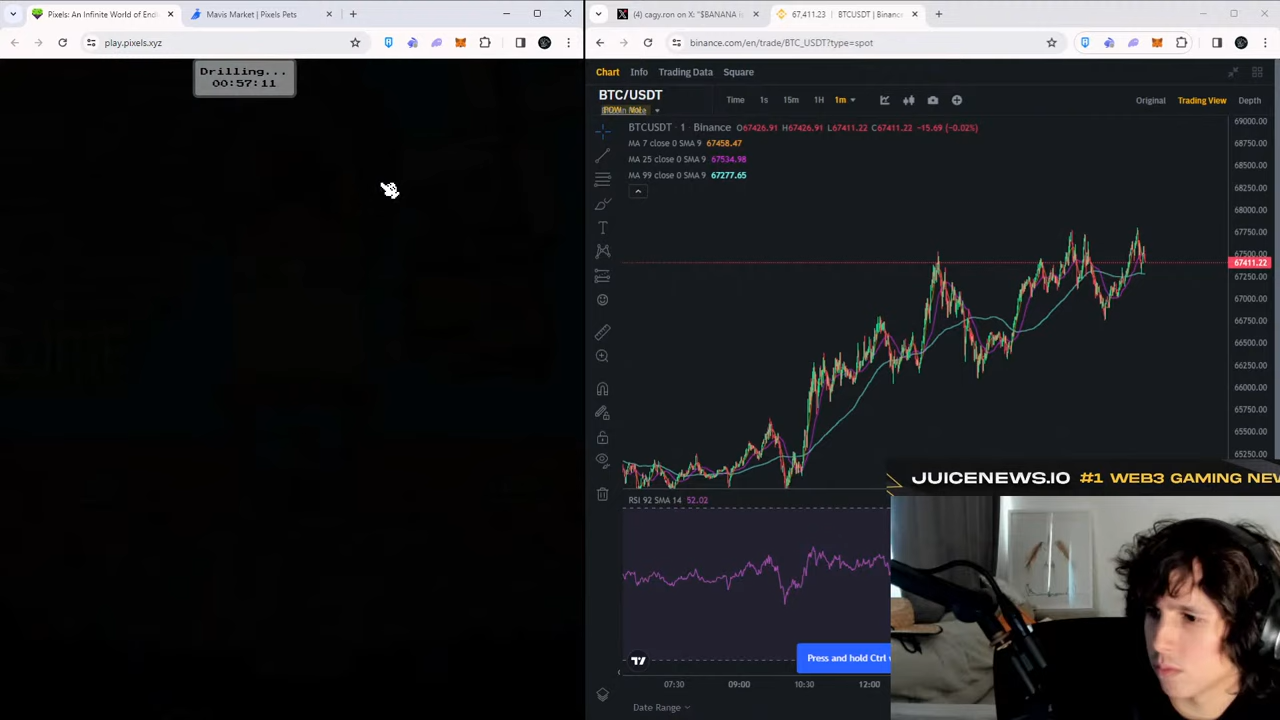 Pixels: An Infinite World of Endl
Mavis Market | Pixels Pets
play.pixels.xyz
Drilling...
00:57:11
(4) cagy.ron on X: "$BANANA is
67,411.23 | BTCUSDT | Binance
binance.com/en/trade/BTC_USDT?type=spot
Chart Info Trading Data Square
BTC/USDT
Time 1s 15m 1H 1m
Original Trading View Depth
BTCUSDT · 1 · Binance O67426.91 H67426.91 L67411.22 C67411.22 −15.69 (−0.02%)
MA 7 close 0 SMA 9 67458.47
MA 25 close 0 SMA 9 67534.98
MA 99 close 0 SMA 9 67277.65
69000.00
68750.00
68500.00
68250.00
68000.00
67750.00
67500.00
67411.22
67250.00
67000.00
66750.00
66500.00
66250.00
66000.00
65750.00
65500.00
65250.00
JUICENEWS.IO #1 WEB3 GAMING NEW
RSI 92 SMA 14 52.02
Press and hold Ctrl
07:30 09:00 10:30 12:00
Date Range